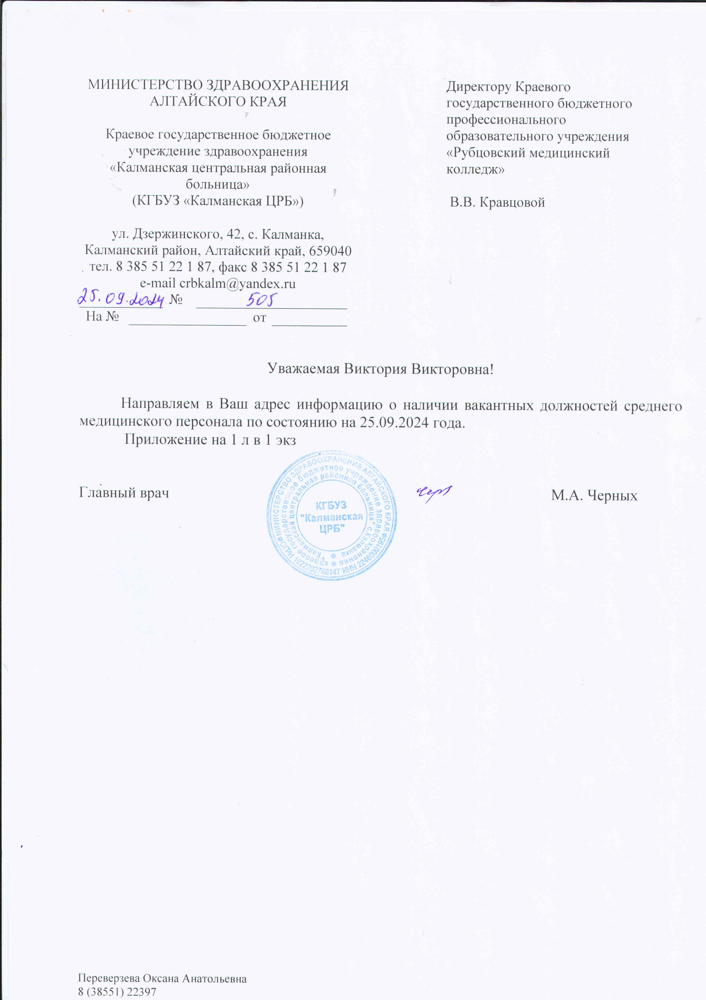 МИНИСТЕРСТВО ЗДРАВООХРАНЕНИЯ
АЛТАЙСКОГО КРАЯ
Краевое государственное бюджетное
учреждение здравоохранения
«Калманская центральная районная
больница»
(КГБУЗ «Калманская ЦРБ»)
ул. Дзержинского, 42, с. Калманка,
Калманский район, Алтайский край, 659040
тел. 8 385 51 22 1 87, факс 8 385 51 22 1 87
e-mail crbkalm@yandex.ru
25.09.2024 № 505
На № от
Директору Краевого
государственного бюджетного
профессионального
образовательного учреждения
«Рубцовский медицинский
колледж»
В.В. Кравцовой
Уважаемая Виктория Викторовна!
Направляем в Ваш адрес информацию о наличии вакантных должностей среднего
медицинского персонала по состоянию на 25.09.2024 года.
Приложение на 1 л в 1 экз
Главный врач
МИНИСТЕРСТВО ЗДРАВООХРАНЕНИЯ АЛТАЙСКОГО КРАЯ
ОГРН 1022202768147 ИНН 2246000195
краевое государственное бюджетное учреждение здравоохранения
"Калманская центральная районная больница" с.Калманка
КГБУЗ
"Калманская
ЦРБ"
Черн
М.А. Черных
Переверзева Оксана Анатольевна
8 (38551) 22397